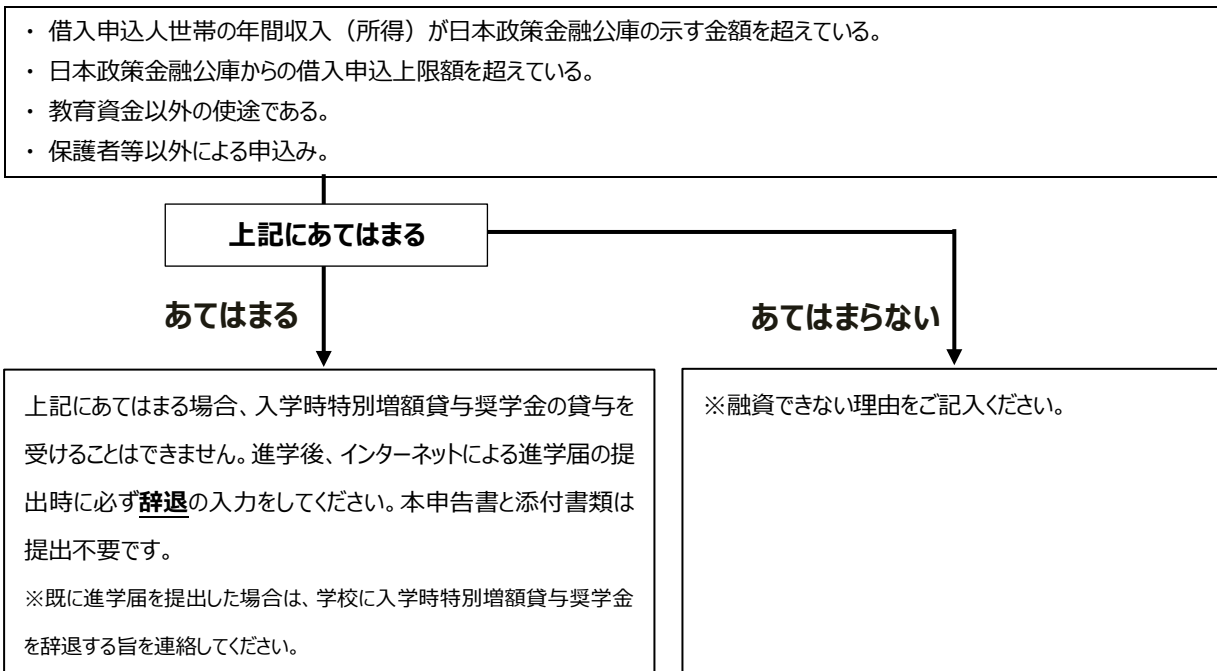 ・ 借入申込人世帯の年間収入（所得）が日本政策金融公庫の示す金額を超えている。
・ 日本政策金融公庫からの借入申込上限額を超えている。
・ 教育資金以外の使途である。
・ 保護者等以外による申込み。
上記にあてはまる
あてはまる
あてはまらない
上記にあてはまる場合、入学時特別増額貸与奨学金の貸与を
受けることはできません。進学後、インターネットによる進学届の提
出時に必ず辞退の入力をしてください。本申告書と添付書類は
提出不要です。
※既に進学届を提出した場合は、学校に入学時特別増額貸与奨学金
を辞退する旨を連絡してください。
※融資できない理由をご記入ください。